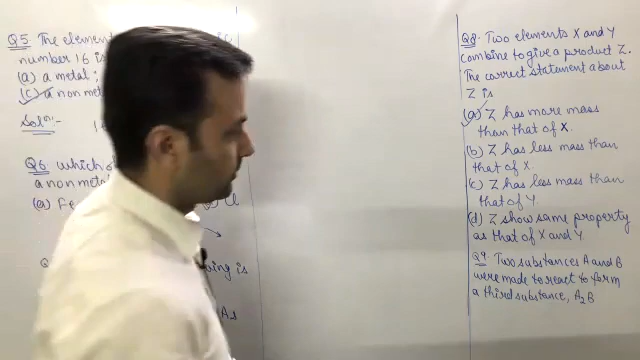 Q5 The elem
number 16 is
(a) a metal;
(c) a non met
Soln:-
Q6 which
a non metal
(a) Fe Cl
ing is
As
Q8. Two elements X and Y
combine to give a product Z.
The correct statement about
Z is
(a) Z has more mass
than that of X.
(b) Z has less mass than
that of X.
(c) Z has less mass than
that of Y
(d) Z show same property
as that of X and Y.
Q9. Two substances A and B
were made to react to form
a third substance, A2B